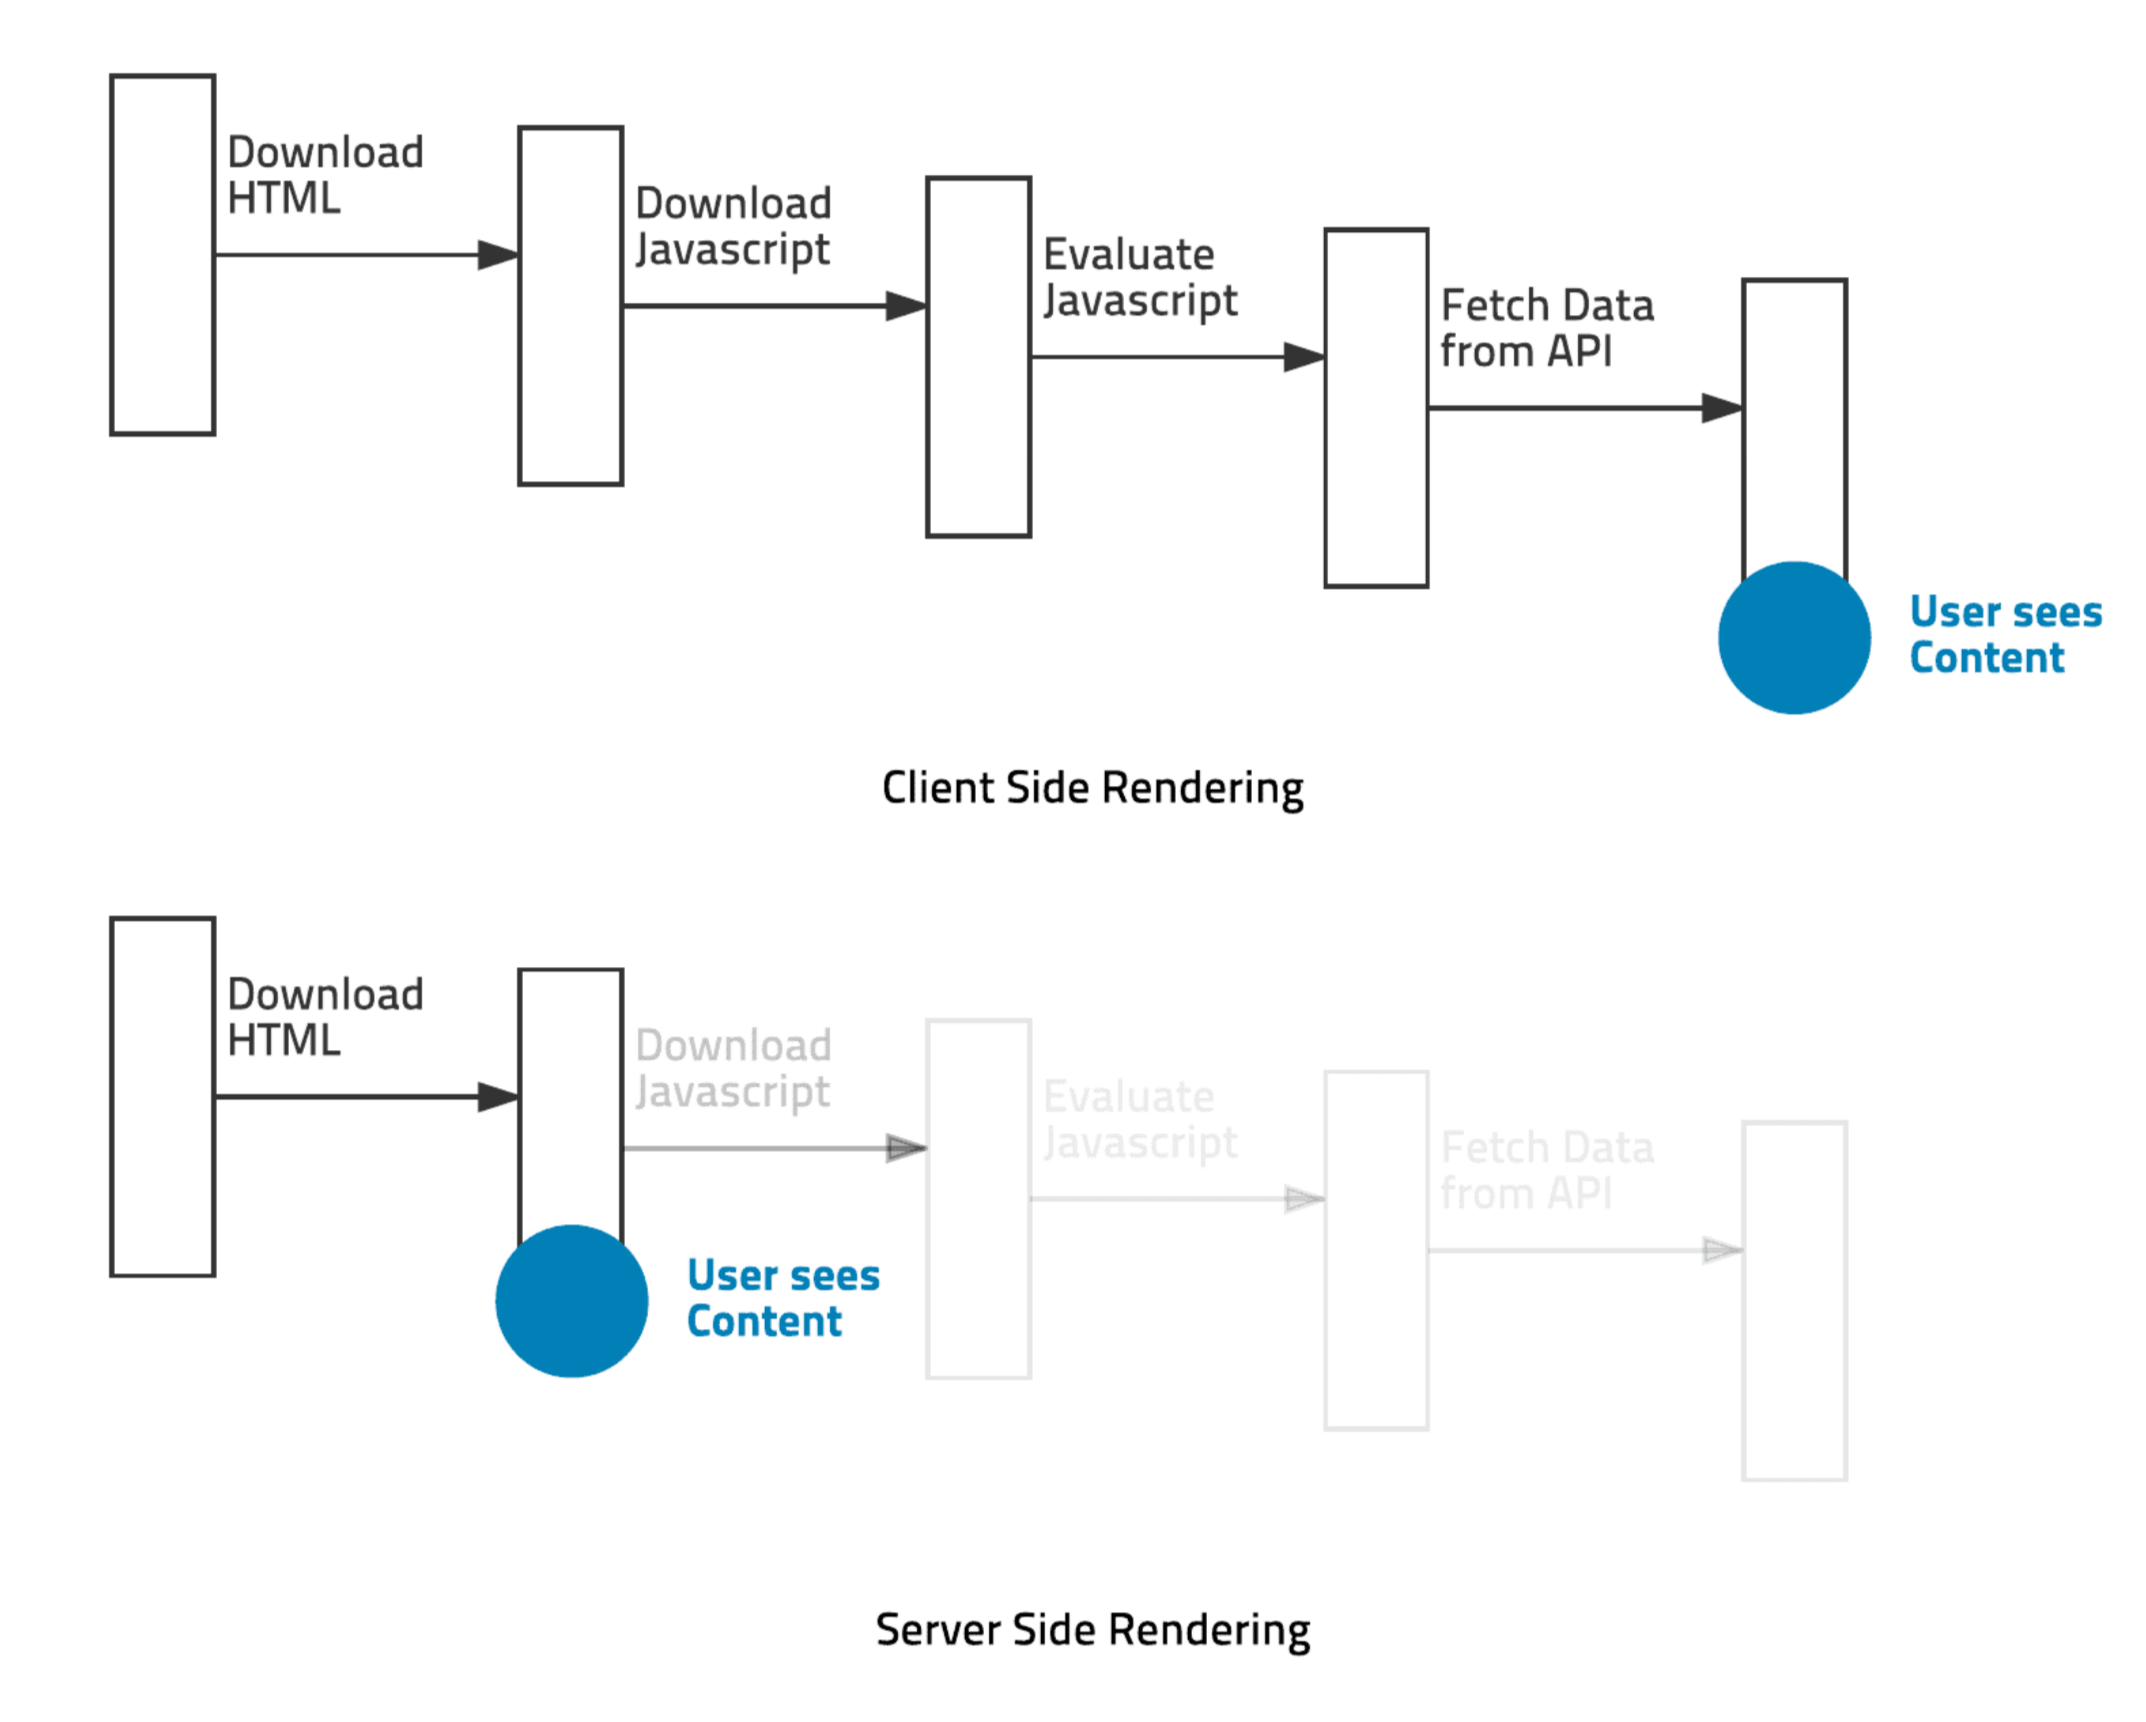 Download
HTML
Download
Javascript
Evaluate
Javascript
Fetch Data
from API
User sees
Content
Client Side Rendering
Download
HTML
Download
Javascript
Evaluate
Javascript
Fetch Data
from API
User sees
Content
Server Side Rendering